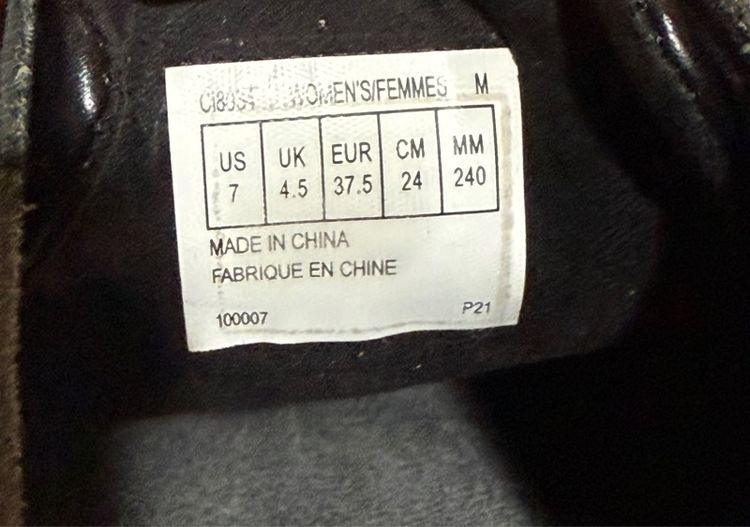 WOMEN'S/FEMMES M
US UK EUR CM MM
7 4.5 37.5 24 240
MADE IN CHINA
FABRIQUE EN CHINE
100007 P21